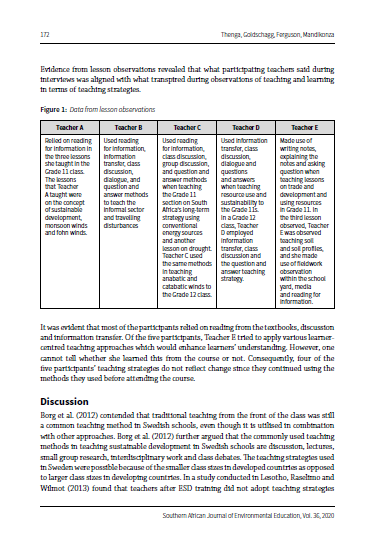 172
Thenga, Goldschagg, Ferguson, Mandikonza
Evidence from lesson observations revealed that what participating teachers said during
interviews was aligned with what transpired during observations of teaching and learning
in terms of teaching strategies.
Figure 1: Data from lesson observations
Teacher A
Relied on reading
for information in
the three lessons
she taught in the
Grade 11 class.
The lessons
that Teacher
A taught were
on the concept
of sustainable
development,
monsoon winds
and fohn winds.
Teacher B
Used reading
for information,
information
transfer, class
discussion,
dialogue, and
question and
answer methods
to teach the
informal sector
and travelling
disturbances
Teacher C
Used reading
for information,
class discussion,
group discussion,
and question and
answer methods
when teaching
the Grade 11
section on South
Africa's long-term
strategy using
conventional
energy sources
and another
lesson on drought.
Teacher C used
the same methods
in teaching
anabatic and
catabatic winds to
the Grade 12 class.
Teacher D
Used information
transfer, class
discussion,
dialogue and
questions
and answers
when teaching
resource use and
sustainability to
the Grade 11s.
In a Grade 12
class, Teacher
D employed
information
transfer, class
discussion and
the question and
answer teaching
strategy.
Teacher E
Made use of
writing notes,
explaining the
notes and asking
question when
teaching lessons
on trade and
development and
using resources
in Grade 11. In
the third lesson
observed, Teacher
E was observed
teaching soil
and soil profiles,
and she made
use of fieldwork
observation
within the school
yard, media
and reading for
information.
It was evident that most of the participants relied on reading from the textbooks, discussion
and information transfer. Of the five participants, Teacher E tried to apply various learner-
centred teaching approaches which would enhance learners' understanding. However, one
cannot tell whether she learned this from the course or not. Consequently, four of the
five participants' teaching strategies do not reflect change since they continued using the
methods they used before attending the course.
Discussion
Borg et al. (2012) contended that traditional teaching from the front of the class was still
a common teaching method in Swedish schools, even though it is utilised in combination
with other approaches. Borg et al. (2012) further argued that the commonly used teaching
methods in teaching sustainable development in Swedish schools are discussion, lectures,
small group research, interdisciplinary work and class debates. The teaching strategies used
in Sweden were possible because of the smaller class sizes in developed countries as opposed
to larger class sizes in developing countries. In a study conducted in Lesotho, Raselimo and
Wilmot (2013) found that teachers after ESD training did not adopt teaching strategies
Southern African Journal of Environmental Education, Vol. 36, 2020